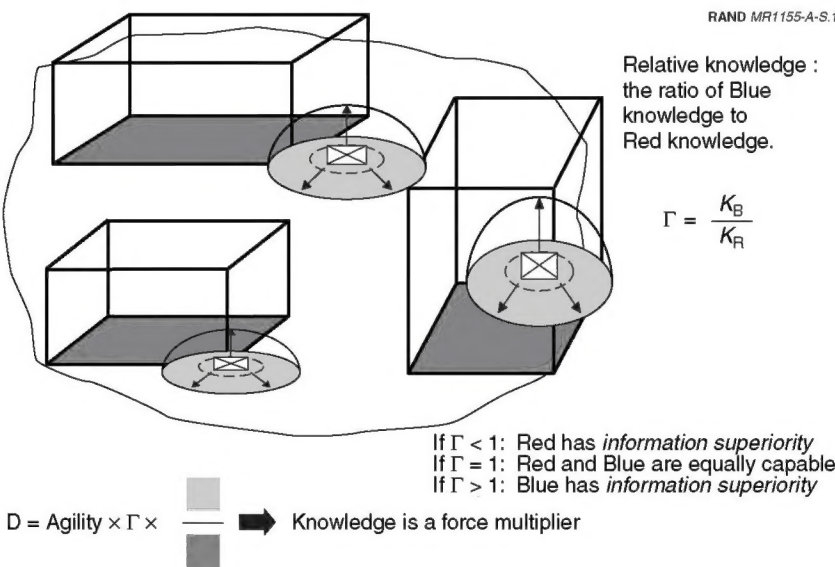 RAND MR1155-A-S.1
Relative knowledge :
the ratio of Blue
knowledge to
Red knowledge.
Γ = K_B / K_R
If Γ < 1: Red has information superiority
If Γ = 1: Red and Blue are equally capable
If Γ > 1: Blue has information superiority
D = Agility × Γ × Knowledge is a force multiplier